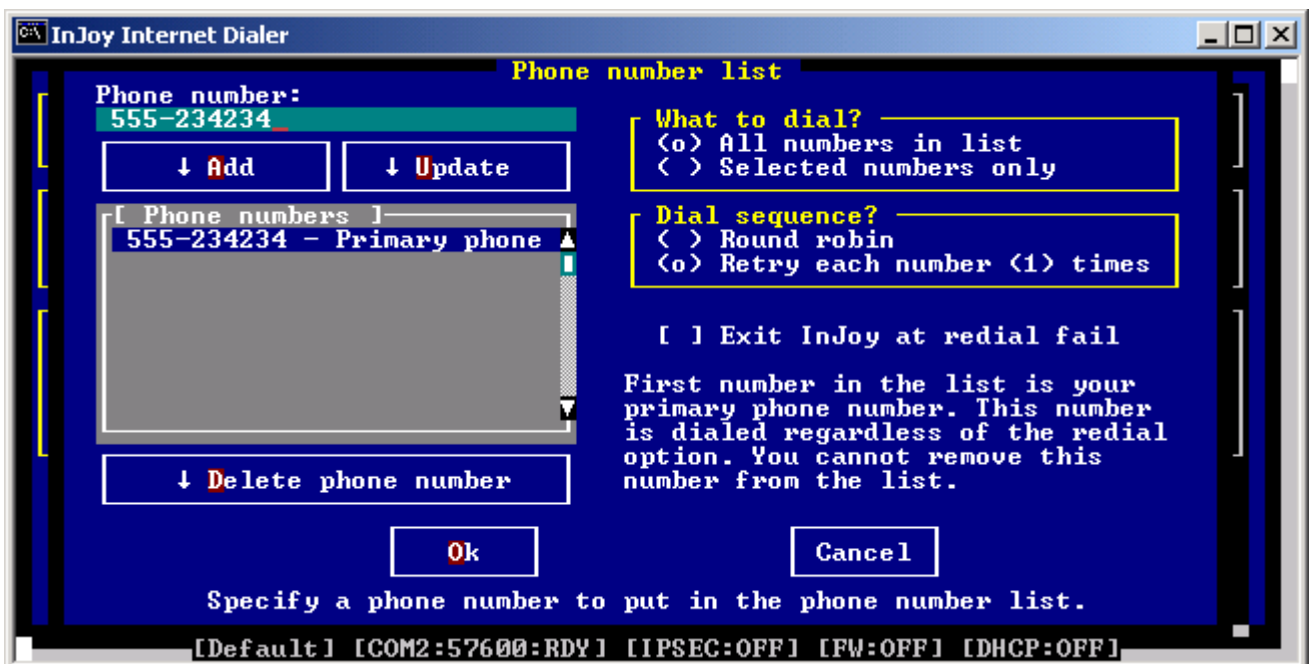 InJoy Internet Dialer
Phone number list
Phone number:
555-234234_
↓ Add
↓ Update
[ Phone numbers ]
555-234234 - Primary phone
↓ Delete phone number
What to dial?
(o) All numbers in list
( ) Selected numbers only
Dial sequence?
( ) Round robin
(o) Retry each number (1) times
[ ] Exit InJoy at redial fail
First number in the list is your
primary phone number. This number
is dialed regardless of the redial
option. You cannot remove this
number from the list.
Ok
Cancel
Specify a phone number to put in the phone number list.
[Default] [COM2:57600:RDY] [IPSEC:OFF] [FW:OFF] [DHCP:OFF]